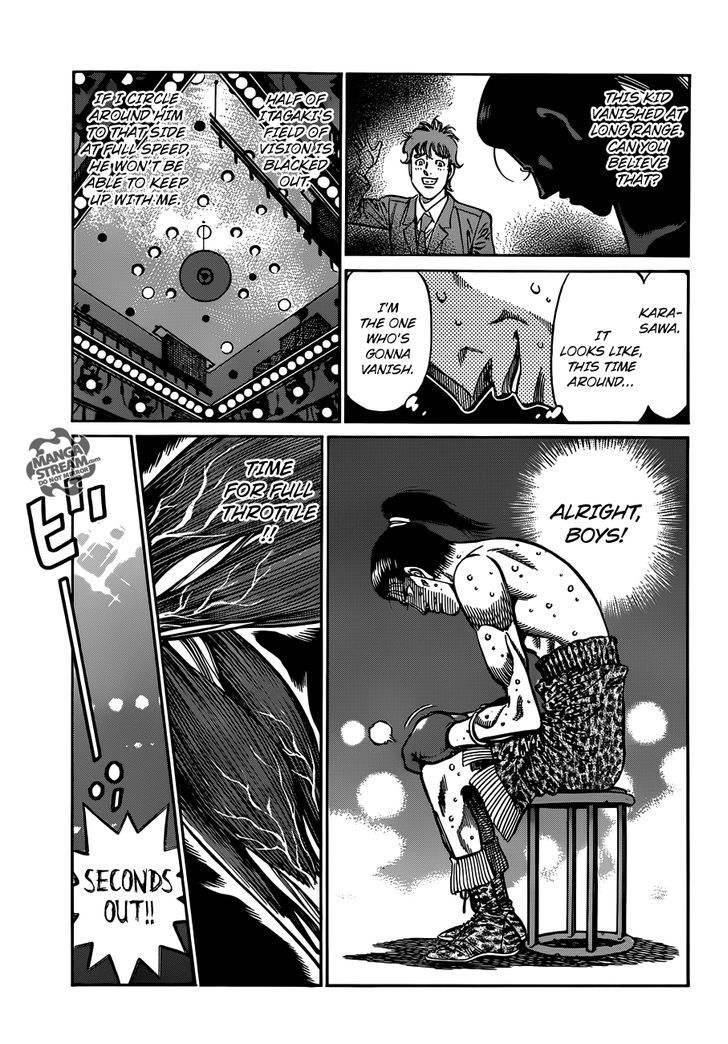 THIS KID
VANISHED AT
LONG RANGE.
CAN YOU
BELIEVE
THAT?
KARA-
SAWA.
IT
LOOKS LIKE,
THIS TIME
AROUND...
I'M
THE ONE
WHO'S
GONNA
VANISH.
HALF OF
ITAGAKI'S
FIELD OF
VISION IS
BLACKED
OUT.
IF I CIRCLE
AROUND HIM
TO THAT SIDE
AT FULL SPEED,
HE WON'T BE
ABLE TO KEEP
UP WITH ME.
ALRIGHT,
BOYS!
TIME
FOR FULL
THROTTLE
!!
MANGA
STREAM.com
DO NOT MIRROR
ビーッ
SECONDS
OUT!!